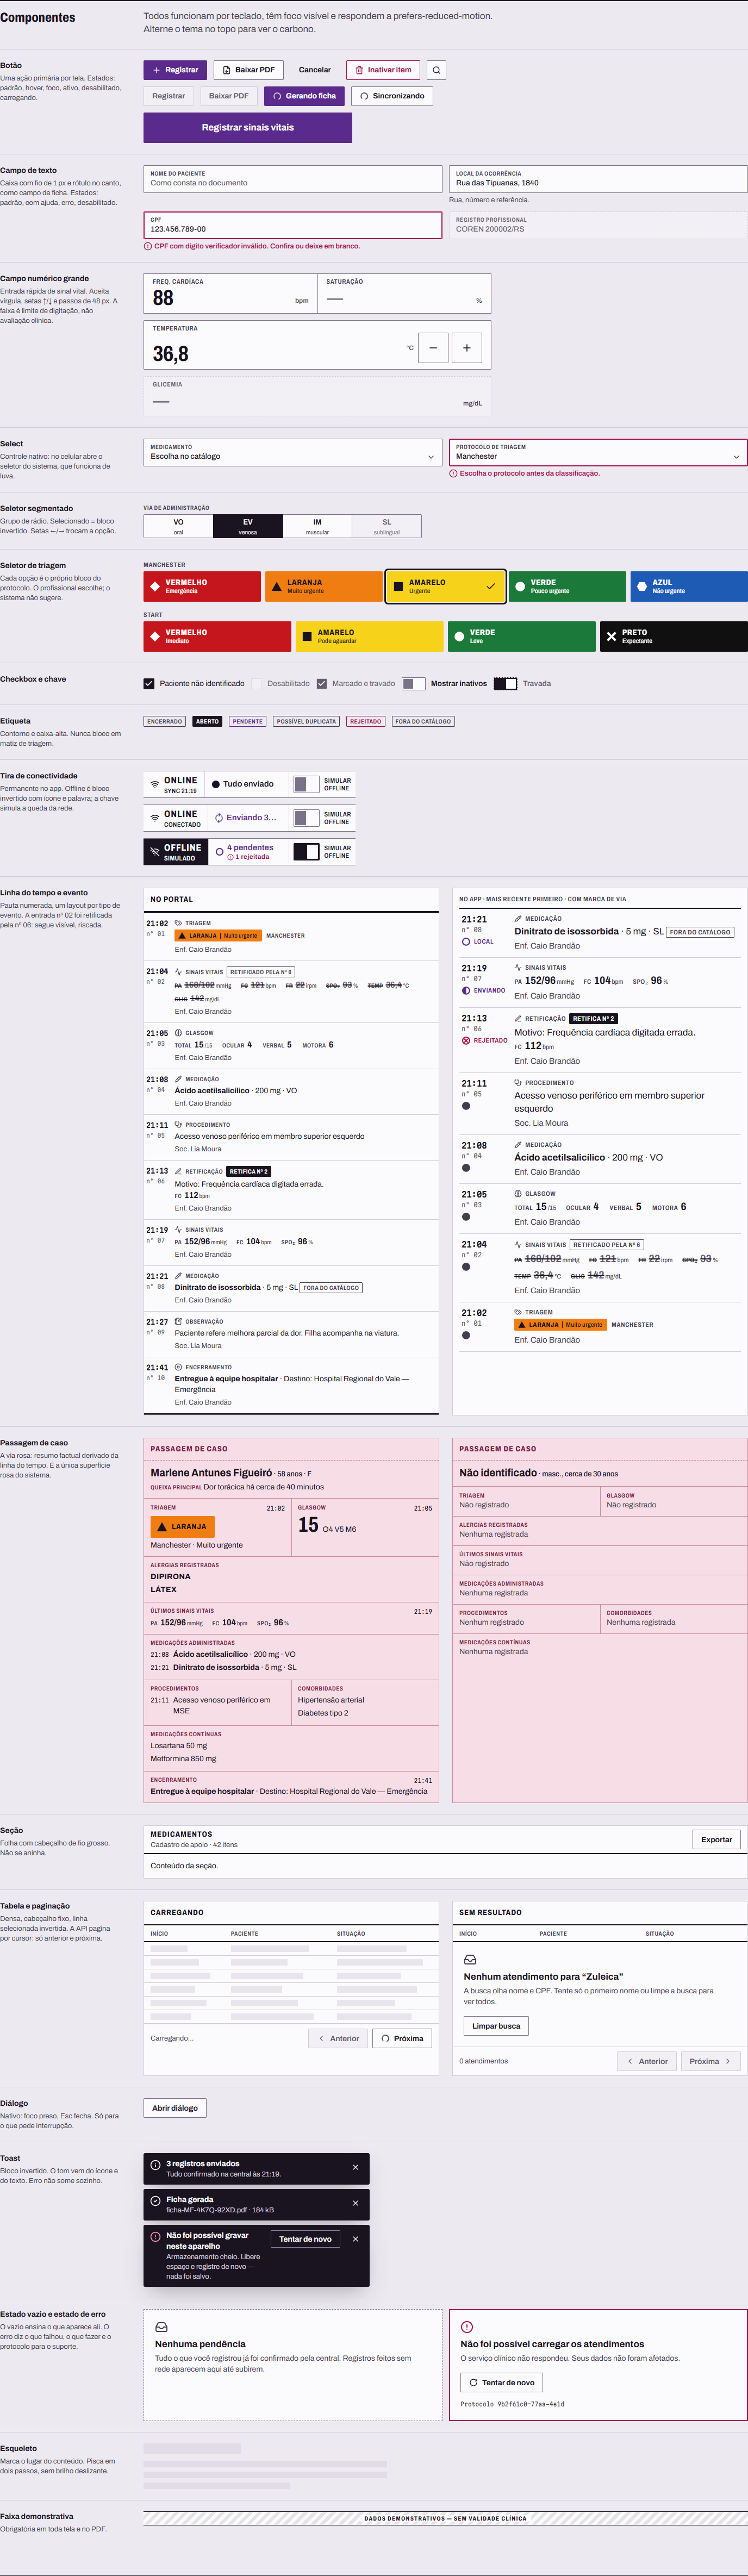 Componentes
Todos funcionam por teclado, têm foco visível e respondem a prefers-reduced-motion.
Alterne o tema no topo para ver o carbono.
Botão
Uma ação primária por tela. Estados:
padrão, hover, foco, ativo, desabilitado,
carregando.
Registrar
Baixar PDF
Cancelar
Inativar item
Registrar
Baixar PDF
Gerando ficha
Sincronizando
Registrar sinais vitais
Campo de texto
Caixa com fio de 1 px e rótulo no canto,
como campo de ficha. Estados:
padrão, com ajuda, erro, desabilitado.
NOME DO PACIENTE
Como consta no documento
LOCAL DA OCORRÊNCIA
Rua das Tipuanas, 1840
Rua, número e referência.
CPF
123.456.789-00
CPF com dígito verificador inválido. Confira ou deixe em branco.
REGISTRO PROFISSIONAL
COREN 200002/RS
Campo numérico grande
Entrada rápida de sinal vital. Aceita
vírgula, setas ↑/↓ e passos de 48 px. A
faixa é limite de digitação, não
avaliação clínica.
FREQ. CARDÍACA
88 bpm
SATURAÇÃO
— %
TEMPERATURA
36,8 °C
− +
GLICEMIA
— mg/dL
Select
Controle nativo: no celular abre o
seletor do sistema, que funciona de
luva.
MEDICAMENTO
Escolha no catálogo
PROTOCOLO DE TRIAGEM
Manchester
Escolha o protocolo antes da classificação.
Seletor segmentado
Grupo de rádio. Selecionado = bloco
invertido. Setas ←/→ trocam a opção.
VIA DE ADMINISTRAÇÃO
VO
oral
EV
venosa
IM
muscular
SL
sublingual
Seletor de triagem
Cada opção é o próprio bloco do
protocolo. O profissional escolhe; o
sistema não sugere.
MANCHESTER
VERMELHO
Emergência
LARANJA
Muito urgente
AMARELO
Urgente
VERDE
Pouco urgente
AZUL
Não urgente
START
VERMELHO
Imediato
AMARELO
Pode aguardar
VERDE
Leve
PRETO
Expectante
Checkbox e chave
Paciente não identificado
Desabilitado
Marcado e travado
Mostrar inativos
Travada
Etiqueta
Contorno e caixa-alta. Nunca bloco em
matiz de triagem.
ENCERRADO
ABERTO
PENDENTE
POSSÍVEL DUPLICATA
REJEITADO
FORA DO CATÁLOGO
Tira de conectividade
Permanente no app. Offline é bloco
invertido com ícone e palavra; a chave
simula a queda da rede.
ONLINE
SYNC 21:19
Tudo enviado
SIMULAR
OFFLINE
ONLINE
CONECTADO
Enviando 3…
SIMULAR
OFFLINE
OFFLINE
SIMULADO
4 pendentes
1 rejeitada
SIMULAR
OFFLINE
Linha do tempo e evento
Pauta numerada, um layout por tipo de
evento. A entrada nº 02 foi retificada
pela nº 06: segue visível, riscada.
NO PORTAL
21:02
nº 01
TRIAGEM
LARANJA | Muito urgente MANCHESTER
Enf. Caio Brandão
21:04
nº 02
SINAIS VITAIS RETIFICADO PELA Nº 6
PA 168/102 mmHg FC 121 bpm FR 22 irpm SPO₂ 93 % TEMP 36,4 °C
GLIC 142 mg/dL
Enf. Caio Brandão
21:05
nº 03
GLASGOW
TOTAL 15 /15 OCULAR 4 VERBAL 5 MOTORA 6
Enf. Caio Brandão
21:08
nº 04
MEDICAÇÃO
Ácido acetilsalicílico · 200 mg · VO
Enf. Caio Brandão
21:11
nº 05
PROCEDIMENTO
Acesso venoso periférico em membro superior esquerdo
Soc. Lia Moura
21:13
nº 06
RETIFICAÇÃO RETIFICA Nº 2
Motivo: Frequência cardíaca digitada errada.
FC 112 bpm
Enf. Caio Brandão
21:19
nº 07
SINAIS VITAIS
PA 152/96 mmHg FC 104 bpm SPO₂ 96 %
Enf. Caio Brandão
21:21
nº 08
MEDICAÇÃO
Dinitrato de isossorbida · 5 mg · SL FORA DO CATÁLOGO
Enf. Caio Brandão
21:27
nº 09
OBSERVAÇÃO
Paciente refere melhora parcial da dor. Filha acompanha na viatura.
Soc. Lia Moura
21:41
nº 10
ENCERRAMENTO
Entregue à equipe hospitalar · Destino: Hospital Regional do Vale —
Emergência
Enf. Caio Brandão
NO APP · MAIS RECENTE PRIMEIRO · COM MARCA DE VIA
21:21
nº 08
LOCAL
MEDICAÇÃO
Dinitrato de isossorbida · 5 mg · SL FORA DO CATÁLOGO
Enf. Caio Brandão
21:19
nº 07
ENVIANDO
SINAIS VITAIS
PA 152/96 mmHg FC 104 bpm SPO₂ 96 %
Enf. Caio Brandão
21:13
nº 06
REJEITADO
RETIFICAÇÃO RETIFICA Nº 2
Motivo: Frequência cardíaca digitada errada.
FC 112 bpm
Enf. Caio Brandão
21:11
nº 05
PROCEDIMENTO
Acesso venoso periférico em membro superior
esquerdo
Soc. Lia Moura
21:08
nº 04
MEDICAÇÃO
Ácido acetilsalicílico · 200 mg · VO
Enf. Caio Brandão
21:05
nº 03
GLASGOW
TOTAL 15 /15 OCULAR 4 VERBAL 5 MOTORA 6
Enf. Caio Brandão
21:04
nº 02
SINAIS VITAIS RETIFICADO PELA Nº 6
PA 168/102 mmHg FC 121 bpm FR 22 irpm SPO₂ 93 %
TEMP 36,4 °C GLIC 142 mg/dL
Enf. Caio Brandão
21:02
nº 01
TRIAGEM
LARANJA | Muito urgente MANCHESTER
Enf. Caio Brandão
Passagem de caso
A via rosa: resumo factual derivado da
linha do tempo. É a única superfície
rosa do sistema.
PASSAGEM DE CASO
Marlene Antunes Figueiró · 58 anos · F
QUEIXA PRINCIPAL Dor torácica há cerca de 40 minutos
TRIAGEM 21:02
LARANJA
Manchester · Muito urgente
GLASGOW 21:05
15 O4 V5 M6
ALERGIAS REGISTRADAS
DIPIRONA
LÁTEX
ÚLTIMOS SINAIS VITAIS 21:19
PA 152/96 mmHg FC 104 bpm SPO₂ 96 %
MEDICAÇÕES ADMINISTRADAS
21:08 Ácido acetilsalicílico · 200 mg · VO
21:21 Dinitrato de isossorbida · 5 mg · SL
PROCEDIMENTOS
21:11 Acesso venoso periférico em
MSE
COMORBIDADES
Hipertensão arterial
Diabetes tipo 2
MEDICAÇÕES CONTÍNUAS
Losartana 50 mg
Metformina 850 mg
ENCERRAMENTO 21:41
Entregue à equipe hospitalar · Destino: Hospital Regional do Vale — Emergência
PASSAGEM DE CASO
Não identificado · masc., cerca de 30 anos
TRIAGEM
Não registrado
GLASGOW
Não registrado
ALERGIAS REGISTRADAS
Nenhuma registrada
ÚLTIMOS SINAIS VITAIS
Não registrado
MEDICAÇÕES ADMINISTRADAS
Nenhuma registrada
PROCEDIMENTOS
Nenhum registrado
COMORBIDADES
Nenhuma registrada
MEDICAÇÕES CONTÍNUAS
Nenhuma registrada
Seção
Folha com cabeçalho de fio grosso.
Não se aninha.
MEDICAMENTOS
Cadastro de apoio · 42 itens
Exportar
Conteúdo da seção.
Tabela e paginação
Densa, cabeçalho fixo, linha
selecionada invertida. A API pagina
por cursor: só anterior e próxima.
CARREGANDO
INÍCIO PACIENTE SITUAÇÃO
Carregando…
Anterior
Próxima
SEM RESULTADO
INÍCIO PACIENTE SITUAÇÃO
Nenhum atendimento para “Zuleica”
A busca olha nome e CPF. Tente só o primeiro nome ou limpe a busca para
ver todos.
Limpar busca
0 atendimentos
Anterior
Próxima
Diálogo
Nativo: foco preso, Esc fecha. Só para
o que pede interrupção.
Abrir diálogo
Toast
Bloco invertido. O tom vem do ícone e
do texto. Erro não some sozinho.
3 registros enviados
Tudo confirmado na central às 21:19.
Ficha gerada
ficha-MF-4K7Q-92XD.pdf · 184 kB
Não foi possível gravar
neste aparelho
Armazenamento cheio. Libere
espaço e registre de novo —
nada foi salvo.
Tentar de novo
Estado vazio e estado de erro
O vazio ensina o que aparece ali. O
erro diz o que falhou, o que fazer e o
protocolo para o suporte.
Nenhuma pendência
Tudo o que você registrou já foi confirmado pela central. Registros feitos sem
rede aparecem aqui até subirem.
Não foi possível carregar os atendimentos
O serviço clínico não respondeu. Seus dados não foram afetados.
Tentar de novo
Protocolo 9b2f61c0-77aa-4e1d
Esqueleto
Marca o lugar do conteúdo. Pisca em
dois passos, sem brilho deslizante.
Faixa demonstrativa
Obrigatória em toda tela e no PDF.
DADOS DEMONSTRATIVOS — SEM VALIDADE CLÍNICA